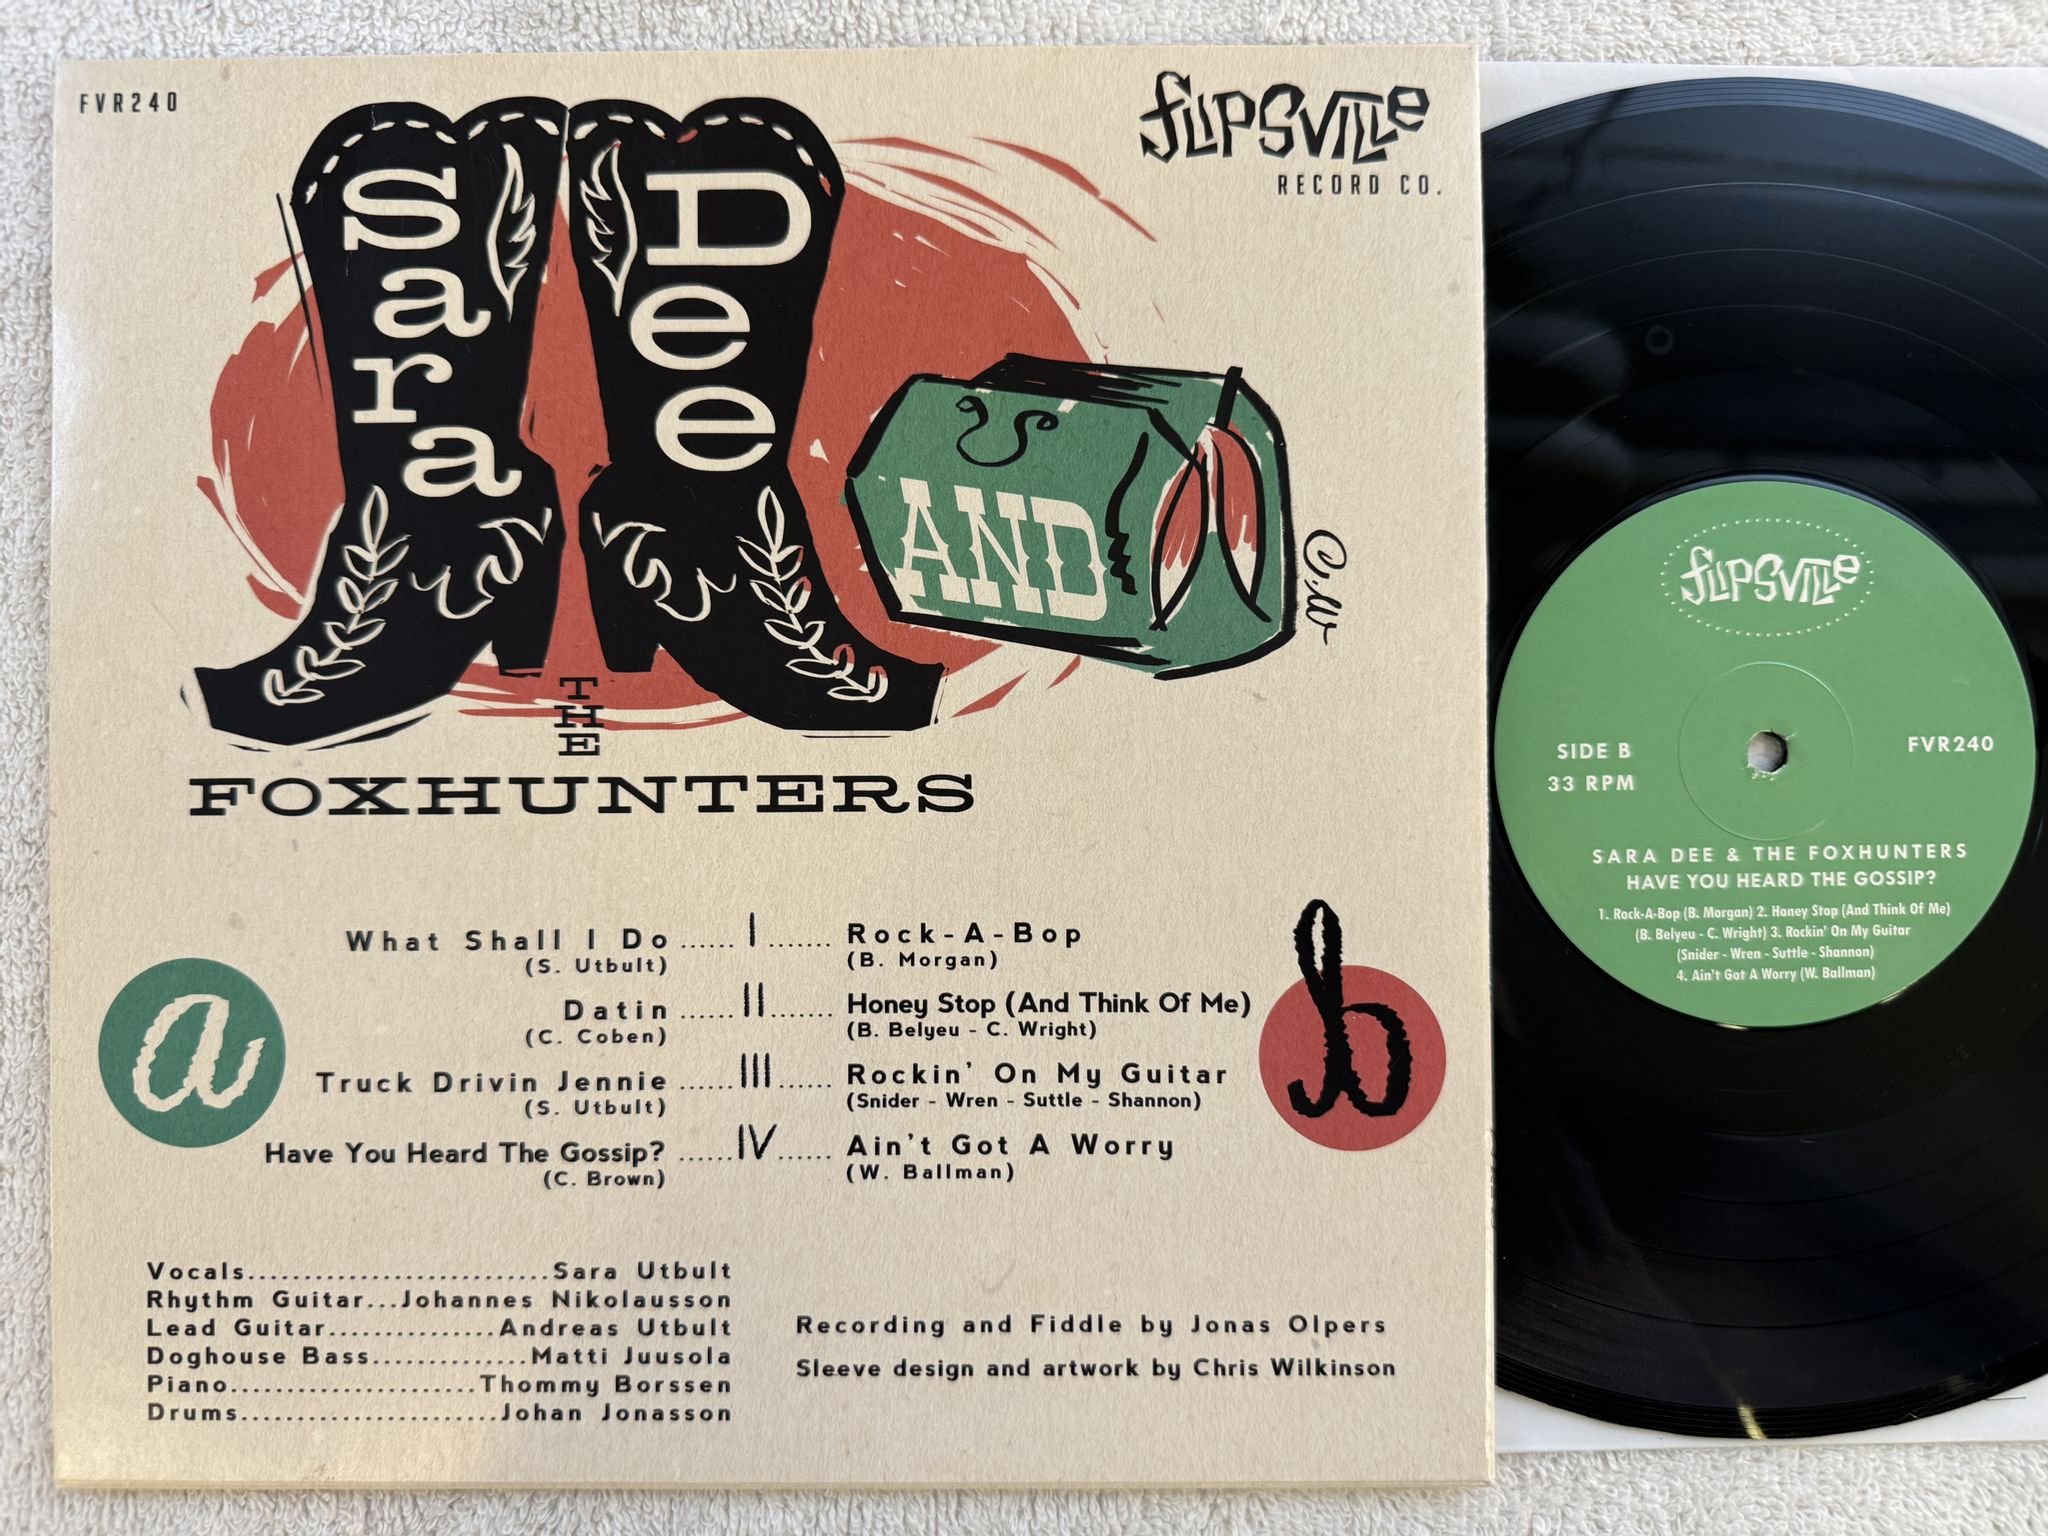 FVR240
FLIPSVILLE
RECORD CO.
Sara
Dee
AND
THE
FOXHUNTERS
C.W
a
b
What Shall I Do ...... I ....... Rock-A-Bop
(S. Utbult) (B. Morgan)
Datin ...... II ....... Honey Stop (And Think Of Me)
(C. Coben) (B. Belyeu - C. Wright)
Truck Drivin Jennie ...... III ...... Rockin' On My Guitar
(S. Utbult) (Snider - Wren - Suttle - Shannon)
Have You Heard The Gossip? ...... IV ...... Ain't Got A Worry
(C. Brown) (W. Ballman)
Vocals...........................Sara Utbult
Rhythm Guitar...Johannes Nikolausson
Lead Guitar...............Andreas Utbult
Doghouse Bass..............Matti Juusola
Piano......................Thommy Borssen
Drums.......................Johan Jonasson
Recording and Fiddle by Jonas Olpers
Sleeve design and artwork by Chris Wilkinson
FLIPSVILLE
SIDE B
33 RPM
FVR240
SARA DEE & THE FOXHUNTERS
HAVE YOU HEARD THE GOSSIP?
1. Rock-A-Bop (B. Morgan) 2. Honey Stop (And Think Of Me)
(B. Belyeu - C. Wright) 3. Rockin' On My Guitar
(Snider - Wren - Suttle - Shannon)
4. Ain't Got A Worry (W. Ballman)